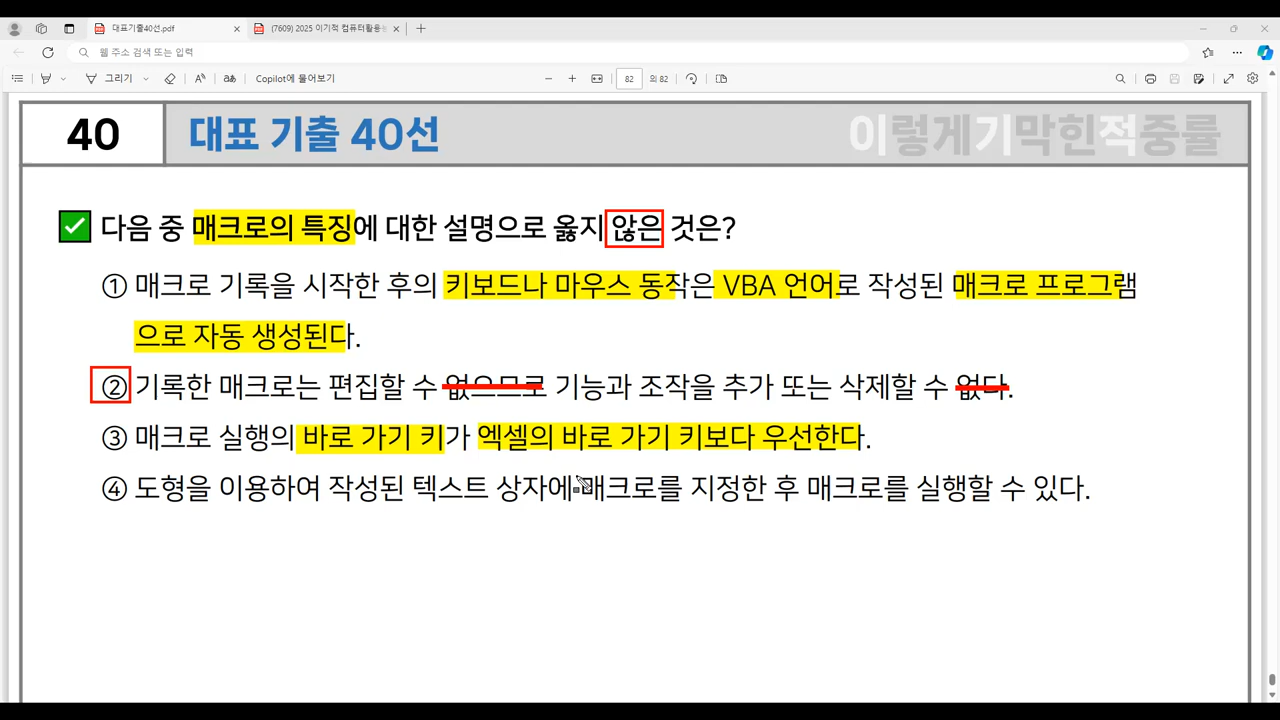 대표기출40선.pdf
(7609) 2025 이기적 컴퓨터활용능
웹 주소 검색 또는 입력
그리기
가あ
Copilot에 물어보기
82
의 82
40
대표 기출 40선
이렇게기막힌적중률
다음 중 매크로의 특징에 대한 설명으로 옳지 않은 것은?
① 매크로 기록을 시작한 후의 키보드나 마우스 동작은 VBA 언어로 작성된 매크로 프로그램
으로 자동 생성된다.
② 기록한 매크로는 편집할 수 없으므로 기능과 조작을 추가 또는 삭제할 수 없다.
③ 매크로 실행의 바로 가기 키가 엑셀의 바로 가기 키보다 우선한다.
④ 도형을 이용하여 작성된 텍스트 상자에 매크로를 지정한 후 매크로를 실행할 수 있다.